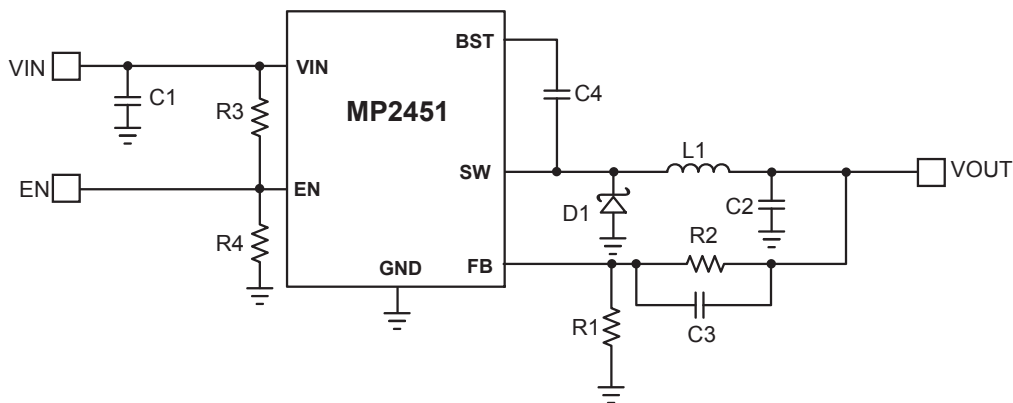 BST
VIN
VIN
C1
R3
C4
MP2451
L1
EN
EN
SW
VOUT
D1
C2
R4
R2
GND
FB
R1
C3